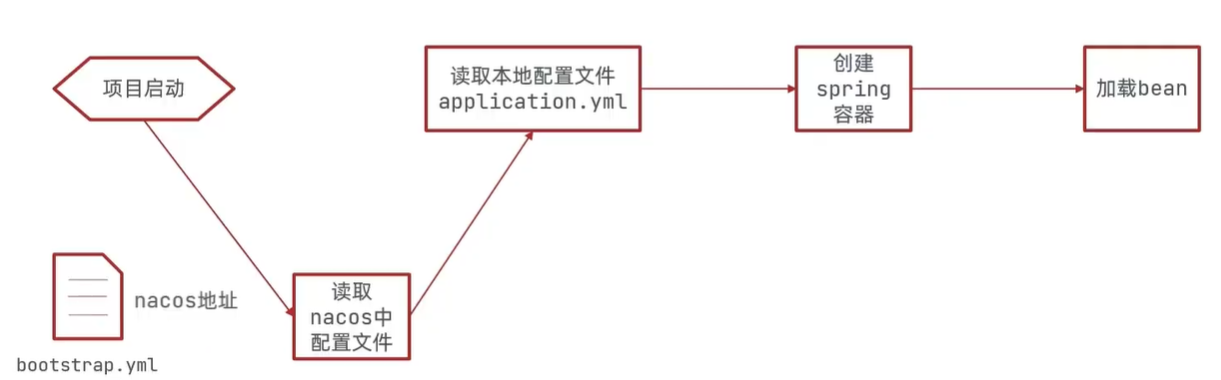 项目启动
读取本地配置文件
application.yml
创建
spring
容器
加载bean
nacos地址
bootstrap.yml
读取
nacos中
配置文件